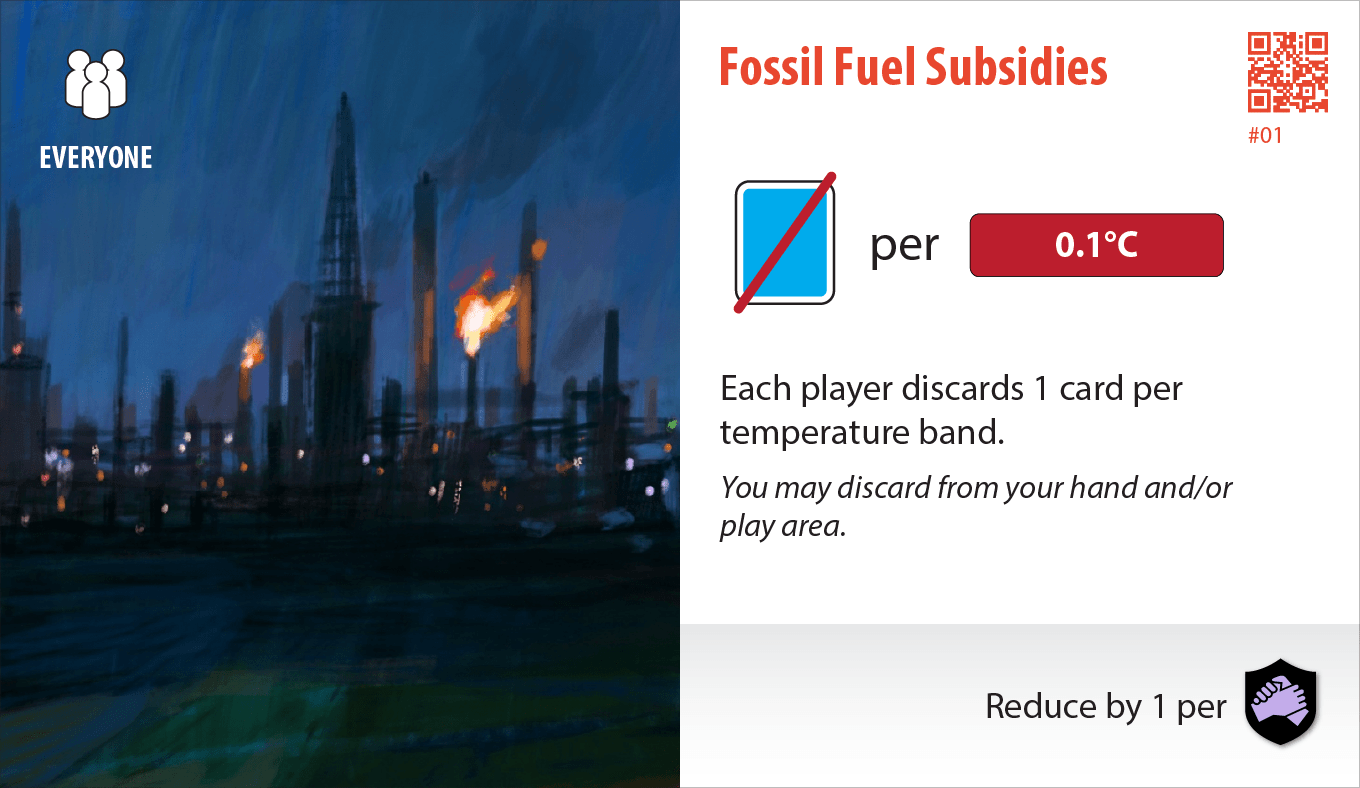 EVERYONE
Fossil Fuel Subsidies
#01
per
0.1°C
Each player discards 1 card per
temperature band.
You may discard from your hand and/or
play area.
Reduce by 1 per